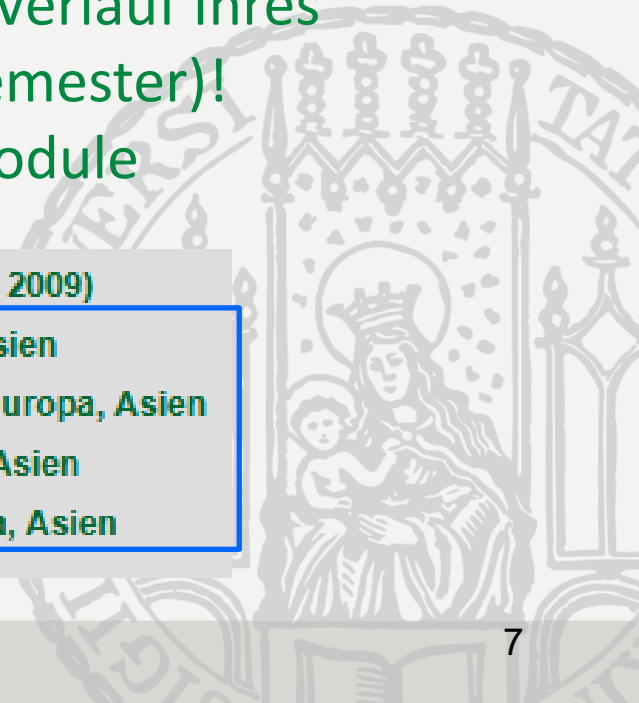 verlauf Ihres
emester)!
odule
2009)
sien
uropa, Asien
Asien
, Asien
7